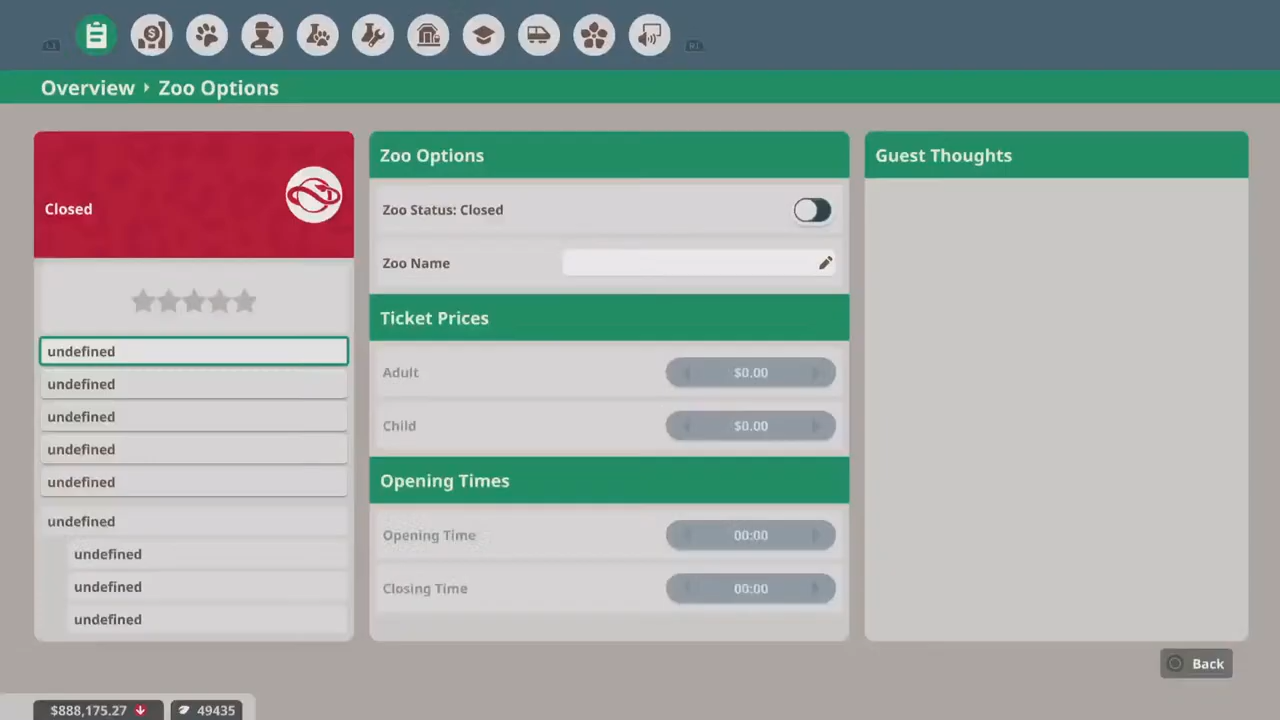 Overview ▸ Zoo Options
Closed
undefined
undefined
undefined
undefined
undefined
undefined
undefined
undefined
undefined
Zoo Options
Zoo Status: Closed
Zoo Name
Ticket Prices
Adult $0.00
Child $0.00
Opening Times
Opening Time 00:00
Closing Time 00:00
Guest Thoughts
Back
$888,175.27 49435